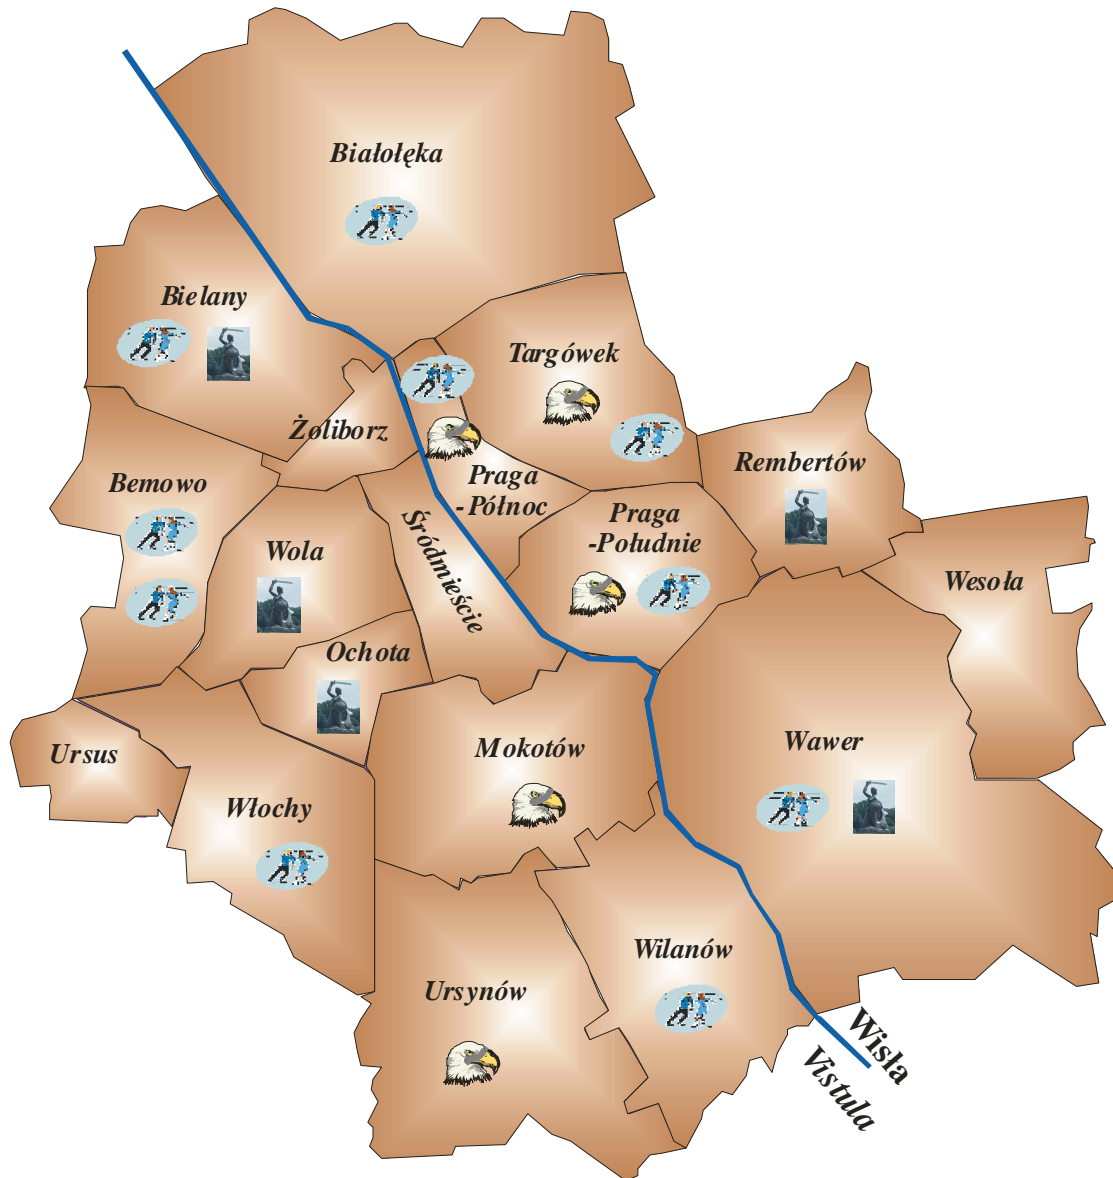 Białołęka
Bielany
Targówek
Żoliborz
Rembertów
Bemowo
Praga
-Północ
Praga
-Południe
Śródmieście
Wola
Wesoła
Ochota
Ursus
Mokotów
Wawer
Włochy
Wilanów
Ursynów
Wisła
Vistula